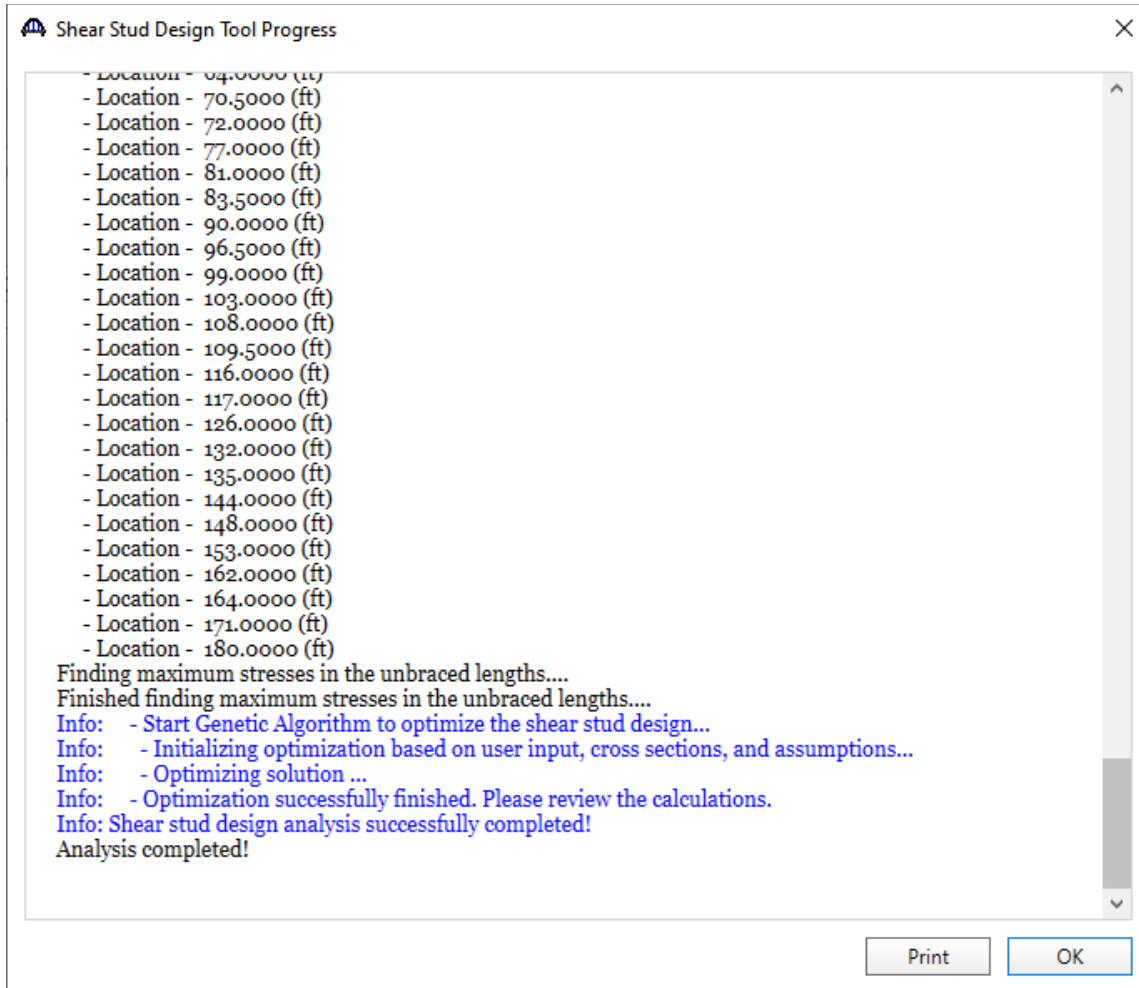 Shear Stud Design Tool Progress
- Location - 64.0000 (ft)
- Location - 70.5000 (ft)
- Location - 72.0000 (ft)
- Location - 77.0000 (ft)
- Location - 81.0000 (ft)
- Location - 83.5000 (ft)
- Location - 90.0000 (ft)
- Location - 96.5000 (ft)
- Location - 99.0000 (ft)
- Location - 103.0000 (ft)
- Location - 108.0000 (ft)
- Location - 109.5000 (ft)
- Location - 116.0000 (ft)
- Location - 117.0000 (ft)
- Location - 126.0000 (ft)
- Location - 132.0000 (ft)
- Location - 135.0000 (ft)
- Location - 144.0000 (ft)
- Location - 148.0000 (ft)
- Location - 153.0000 (ft)
- Location - 162.0000 (ft)
- Location - 164.0000 (ft)
- Location - 171.0000 (ft)
- Location - 180.0000 (ft)
Finding maximum stresses in the unbraced lengths....
Finished finding maximum stresses in the unbraced lengths....
Info: - Start Genetic Algorithm to optimize the shear stud design...
Info: - Initializing optimization based on user input, cross sections, and assumptions...
Info: - Optimizing solution ...
Info: - Optimization successfully finished. Please review the calculations.
Info: Shear stud design analysis successfully completed!
Analysis completed!
Print
OK